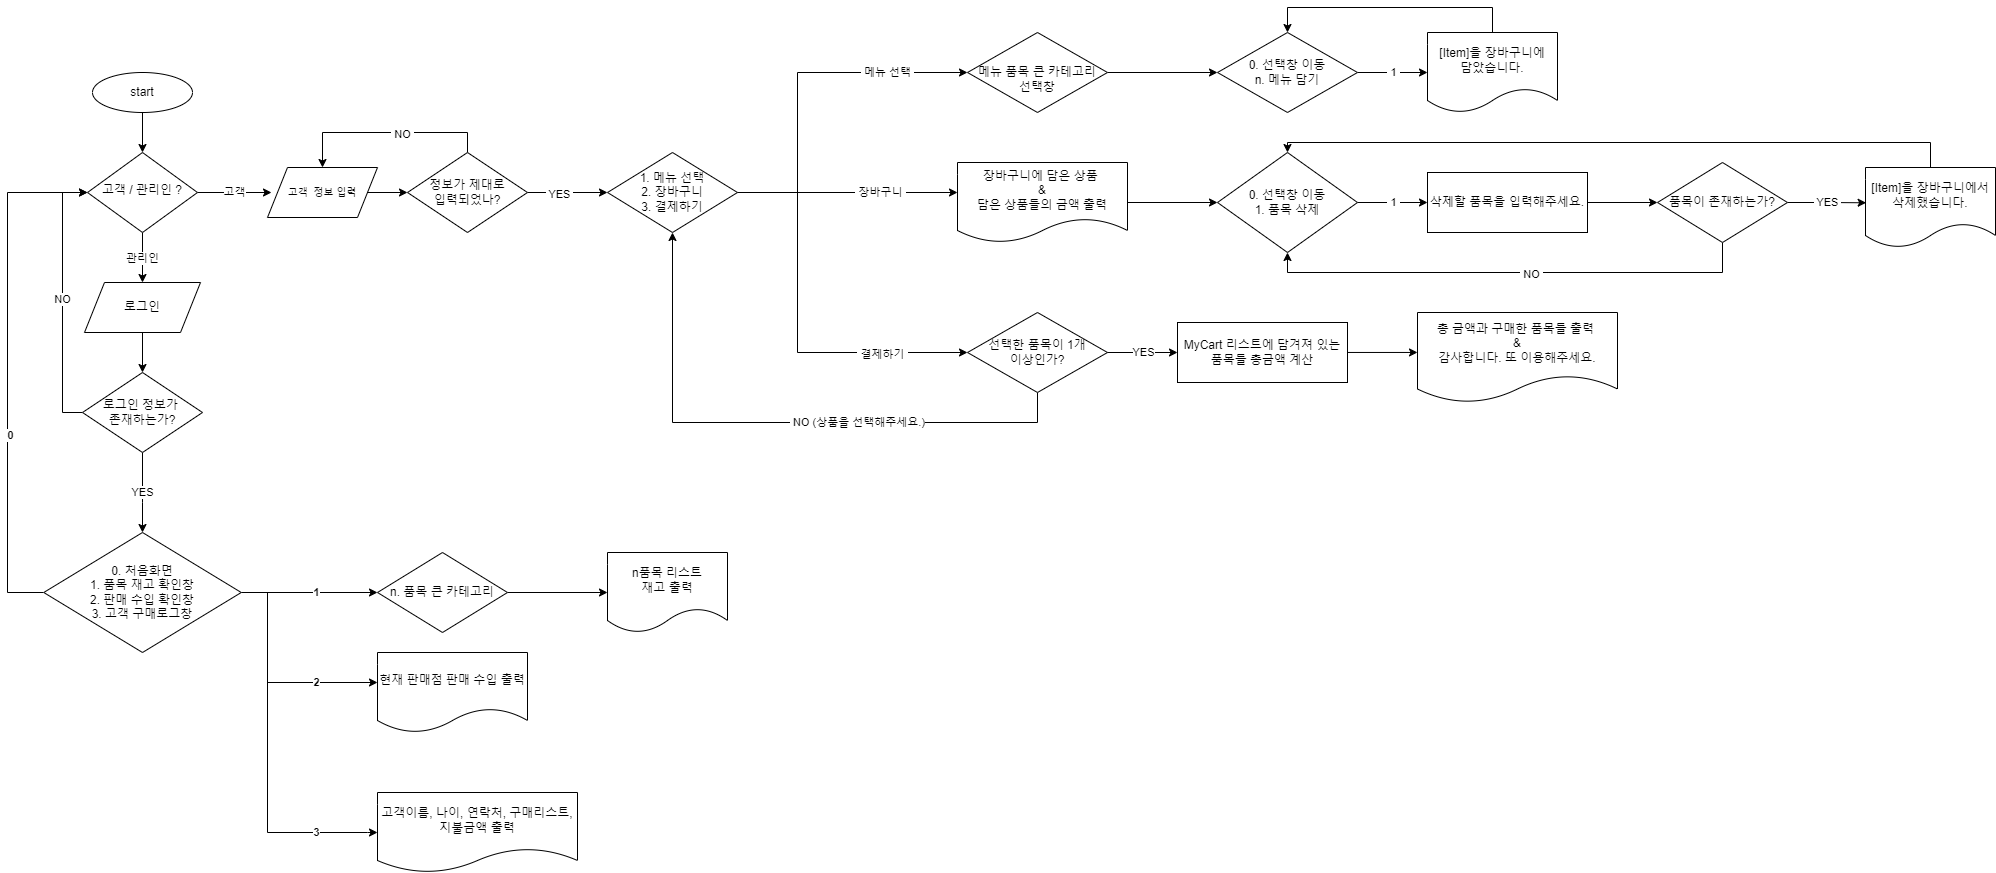 start
고객 / 관리인 ?
고객
고객 정보 입력
NO
정보가 제대로
입력되었나?
YES
1. 메뉴 선택
2. 장바구니
3. 결제하기
메뉴 선택
메뉴 품목 큰 카테고리
선택창
0. 선택창 이동
n. 메뉴 담기
1
[Item]을 장바구니에
담았습니다.
장바구니
장바구니에 담은 상품
&
담은 상품들의 금액 출력
0. 선택창 이동
1. 품목 삭제
1
삭제할 품목을 입력해주세요.
품목이 존재하는가?
YES
[Item]을 장바구니에서
삭제했습니다.
NO
결제하기
선택한 품목이 1개
이상인가?
YES
MyCart 리스트에 담겨져 있는
품목들 총금액 계산
총 금액과 구매한 품목들 출력
&
감사합니다. 또 이용해주세요.
NO (상품을 선택해주세요.)
관리인
로그인
NO
로그인 정보가
존재하는가?
0
YES
0. 처음화면
1. 품목 재고 확인창
2. 판매 수입 확인창
3. 고객 구매로그창
1
n. 품목 큰 카테고리
n품목 리스트
재고 출력
2
현재 판매점 판매 수입 출력
3
고객이름, 나이, 연락처, 구매리스트,
지불금액 출력